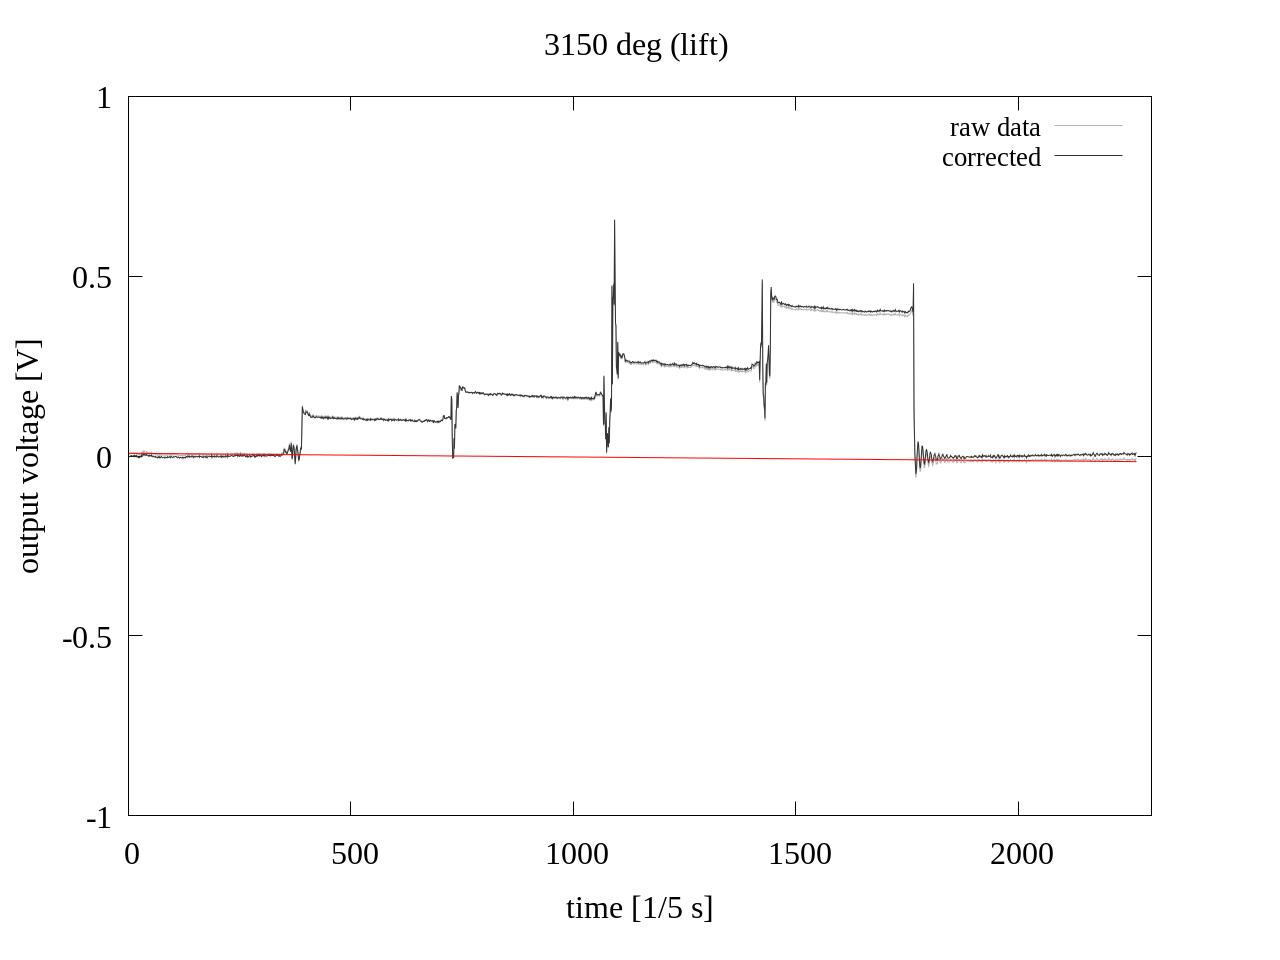 3150 deg (lift)
1
0.5
0
-0.5
-1
output voltage [V]
raw data
corrected
0 500 1000 1500 2000
time [1/5 s]